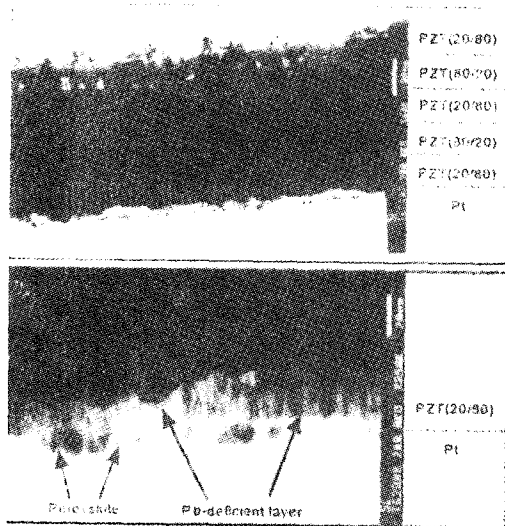 PZT(20/80)
PZT(80/20)
PZT(20/80)
PZT(80/20)
PZT(20/80)
Pt
PZT(20/80)
Pt
Perovskite
Pb-deficient layer